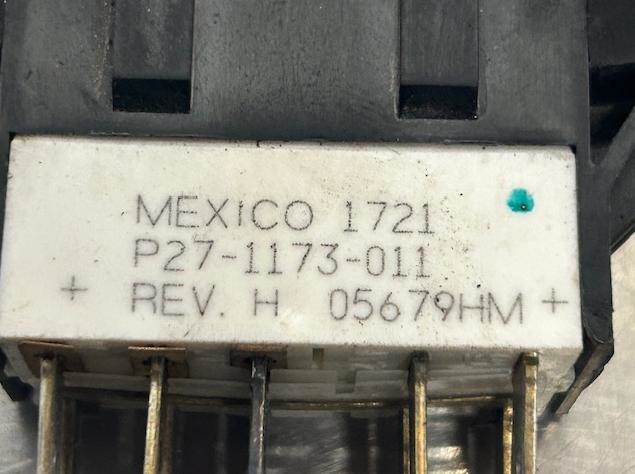 MEXICO 1721
P27-1173-011
+ REV. H 05679HM +